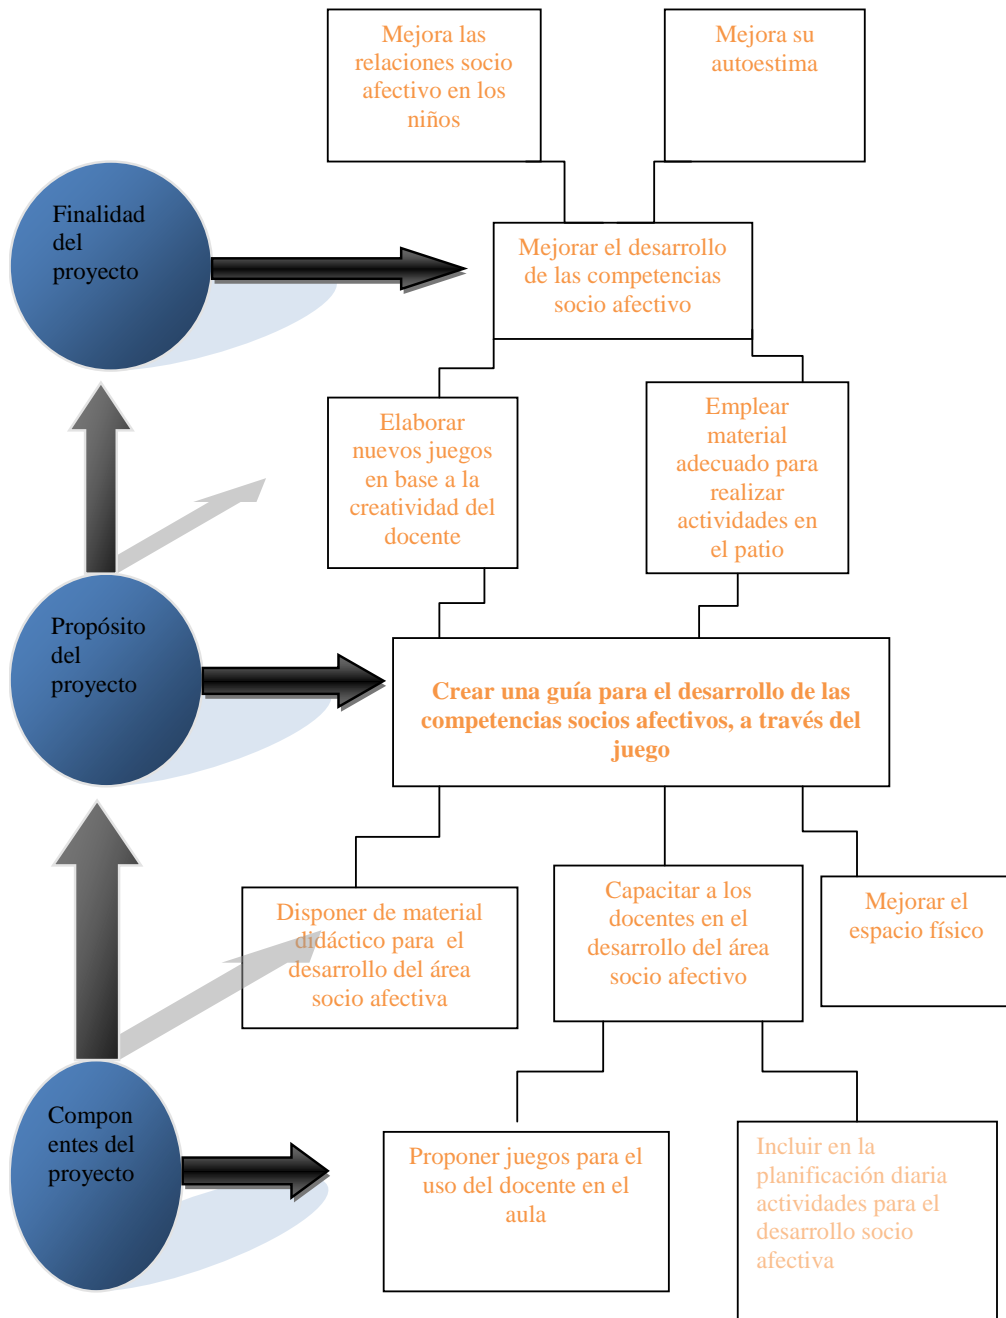 Mejora las
relaciones socio
afectivo en los
niños
Mejora su
autoestima
Finalidad
del
proyecto
Mejorar el desarrollo
de las competencias
socio afectivo
Elaborar
nuevos juegos
en base a la
creatividad del
docente
Emplear
material
adecuado para
realizar
actividades en
el patio
Propósito
del
proyecto
Crear una guía para el desarrollo de las
competencias socios afectivos, a través del
juego
Disponer de material
didáctico para el
desarrollo del área
socio afectiva
Capacitar a los
docentes en el
desarrollo del área
socio afectivo
Mejorar el
espacio físico
Compon
entes del
proyecto
Proponer juegos para el
uso del docente en el
aula
Incluir en la
planificación diaria
actividades para el
desarrollo socio
afectiva